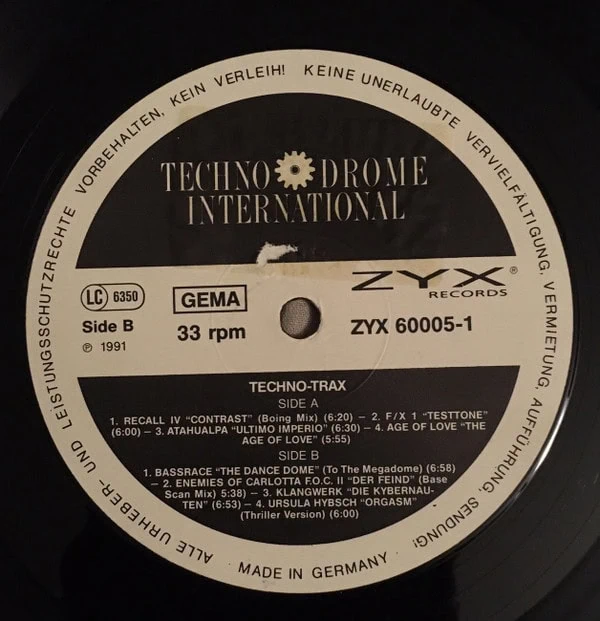 ALLE URHEBER- UND LEISTUNGSSCHUTZRECHTE VORBEHALTEN, KEIN VERLEIH! KEINE UNERLAUBTE VERVIELFÄLTIGUNG, VERMIETUNG, AUFFÜHRUNG, SENDUNG!
TECHNO DROME
INTERNATIONAL
LC 6350
GEMA
ZYX®
RECORDS
Side B
33 rpm
ZYX 60005-1
℗ 1991
TECHNO-TRAX
SIDE A
1. RECALL IV "CONTRAST" (Boing Mix) (6:20) – 2. F/X 1 "TESTTONE"
(6:00) – 3. ATAHUALPA "ULTIMO IMPERIO" (6:30) – 4. AGE OF LOVE "THE
AGE OF LOVE" (5:55)
SIDE B
1. BASSRACE "THE DANCE DOME" (To The Megadome) (6:58)
– 2. ENEMIES OF CARLOTTA F.O.C. II "DER FEIND" (Base
Scan Mix) 5:38) – 3. KLANGWERK "DIE KYBERNAU-
TEN" (6:53) – 4. URSULA HYBSCH "ORGASM"
(Thriller Version) (6:00)
MADE IN GERMANY